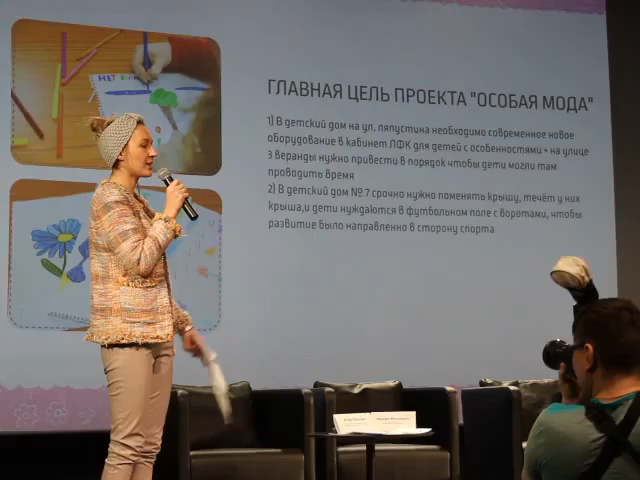 НЕТ
ГЛАВНАЯ ЦЕЛЬ ПРОЕКТА "ОСОБАЯ МОДА"
1) В детский дом на ул. ляпустина необходимо современное новое
оборудование в кабинет ЛФК для детей с особенностями + на улице
3 веранды нужно привести в порядок чтобы дети могли там
проводить время
2) В детский дом № 7 срочно нужно поменять крышу, течёт у них
крыша,и дети нуждаются в футбольном поле с воротами, чтобы
развитие было направленно в сторону спорта